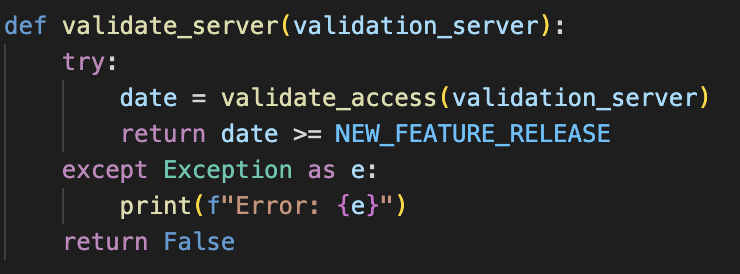 def validate_server(validation_server):
    try:
        date = validate_access(validation_server)
        return date >= NEW_FEATURE_RELEASE
    except Exception as e:
        print(f"Error: {e}")
    return False